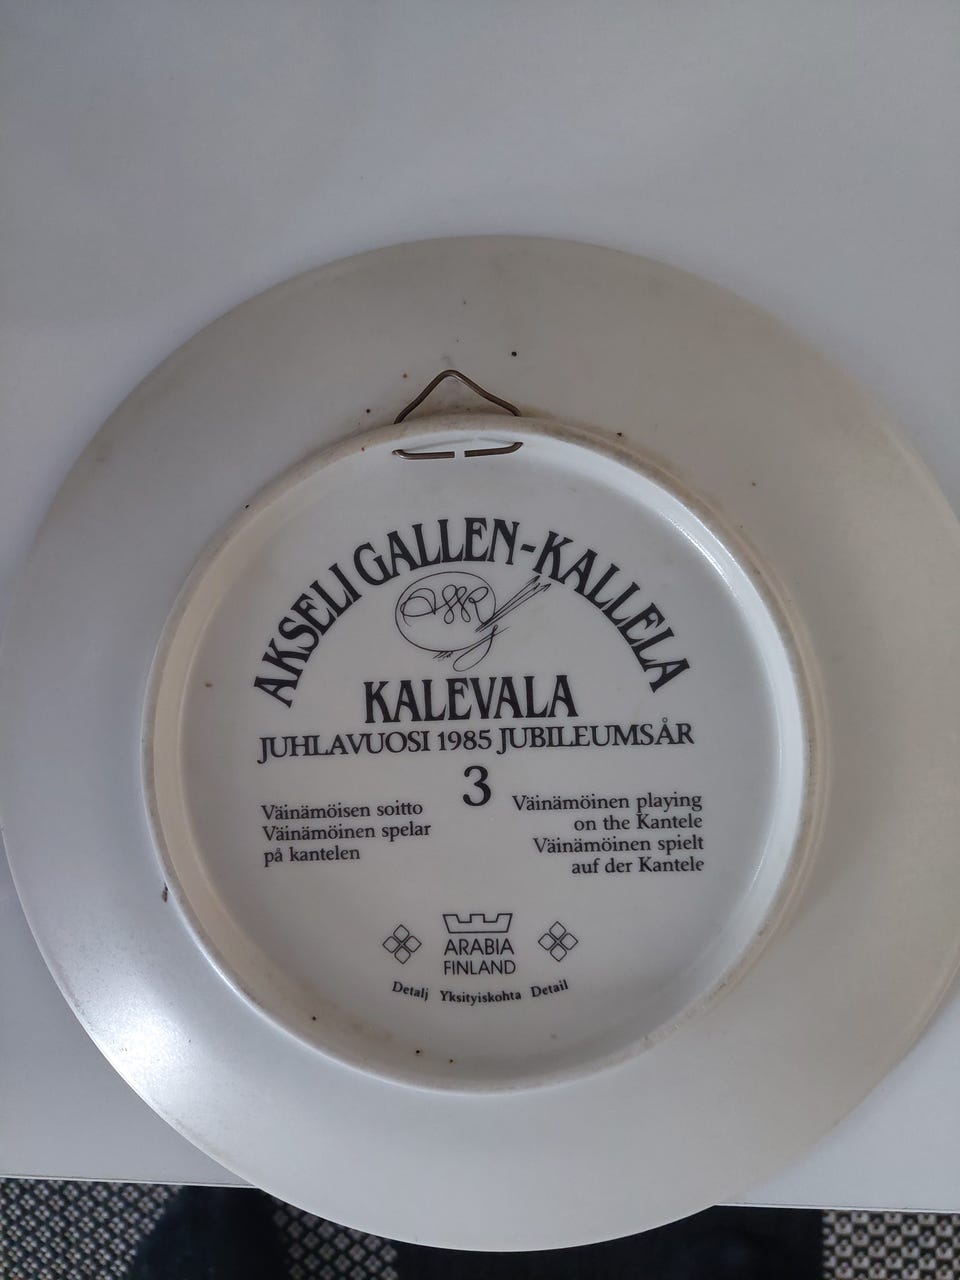 AKSELI GALLEN-KALLELA
KALEVALA
JUHLAVUOSI 1985 JUBILEUMSÅR
3
Väinämöisen soitto
Väinämöinen spelar
på kantelen
Väinämöinen playing
on the Kantele
Väinämöinen spielt
auf der Kantele
ARABIA
FINLAND
Detalj Yksityiskohta Detail